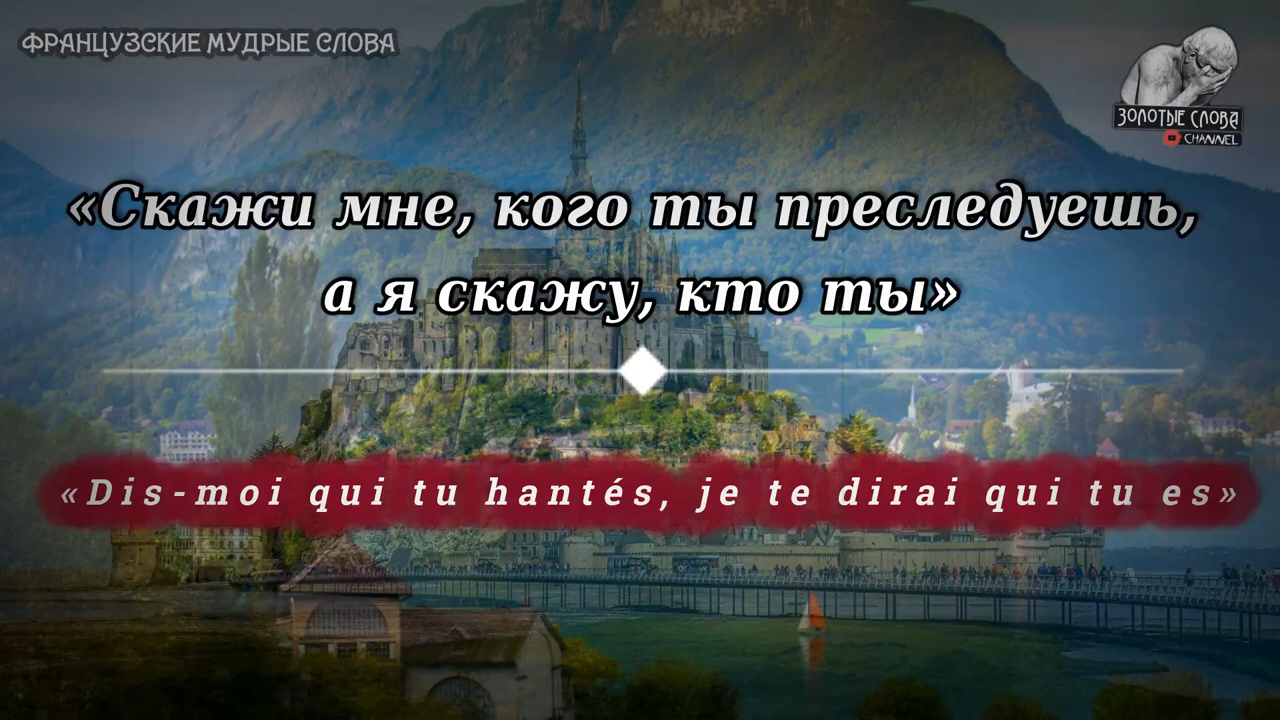 ФРАНЦУЗСКИЕ МУДРЫЕ СЛОВА
ЗОЛОТЫЕ СЛОВА
CHANNEL
«Скажи мне, кого ты преследуешь,
а я скажу, кто ты»
«Dis-moi qui tu hantés, je te dirai qui tu es»